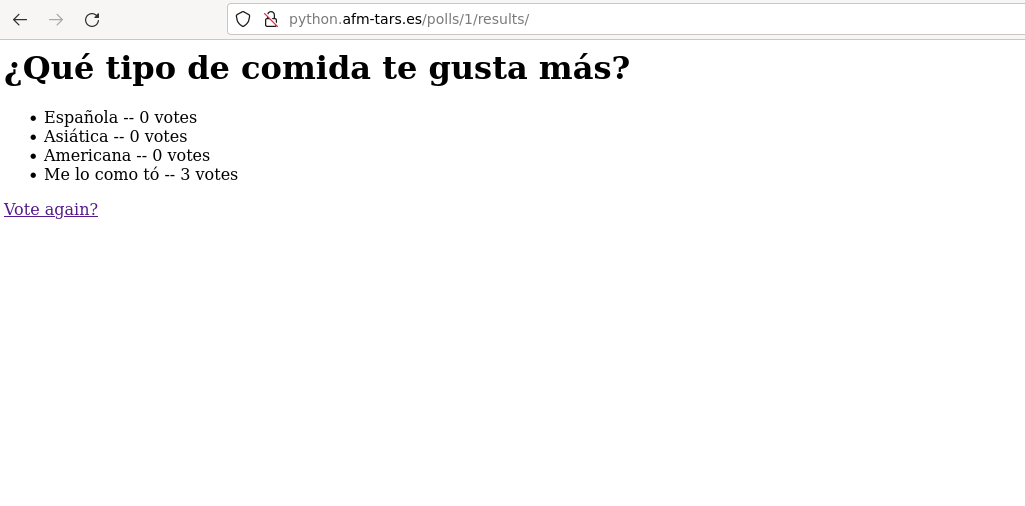 python.afm-tars.es/polls/1/results/
¿Qué tipo de comida te gusta más?
• Española -- 0 votes
• Asiática -- 0 votes
• Americana -- 0 votes
• Me lo como tó -- 3 votes
Vote again?